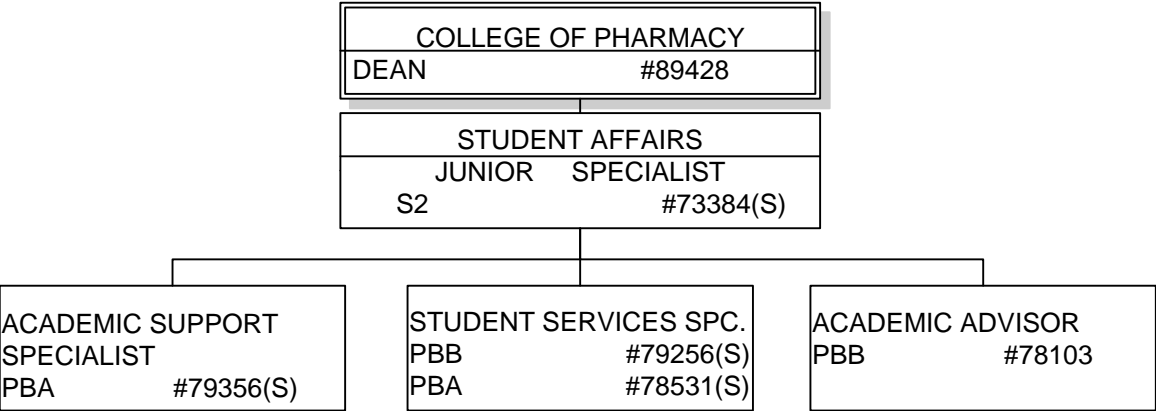 COLLEGE OF PHARMACY
DEAN #89428
STUDENT AFFAIRS
JUNIOR SPECIALIST
S2 #73384(S)
ACADEMIC SUPPORT
SPECIALIST
PBA #79356(S)
STUDENT SERVICES SPC.
PBB #79256(S)
PBA #78531(S)
ACADEMIC ADVISOR
PBB #78103